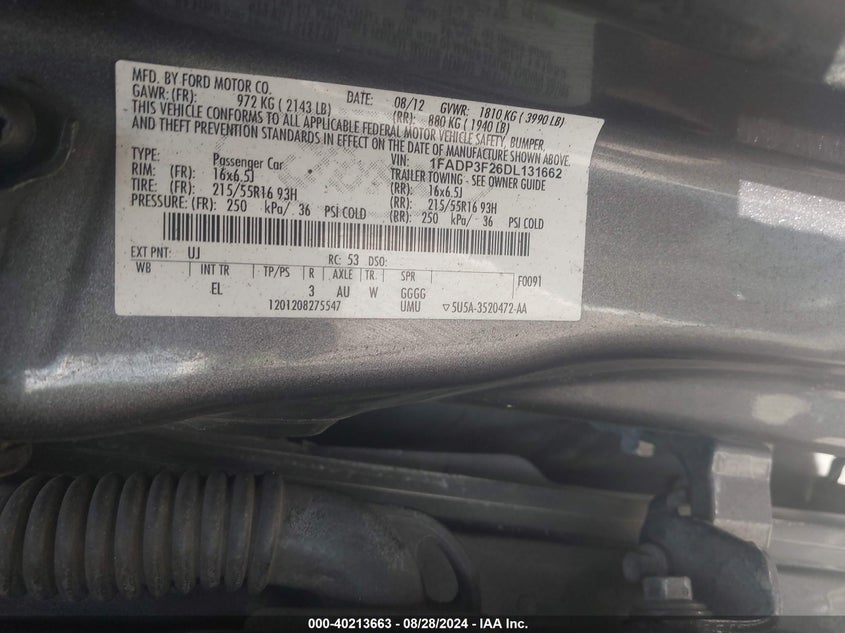 MFD. BY FORD MOTOR CO.
DATE: 08/12 GVWR: 1810 KG ( 3990 LB)
GAWR: (FR): 972 KG ( 2143 LB) (RR): 880 KG ( 1940 LB)
THIS VEHICLE CONFORMS TO ALL APPLICABLE FEDERAL MOTOR VEHICLE SAFETY, BUMPER,
AND THEFT PREVENTION STANDARDS IN EFFECT ON THE DATE OF MANUFACTURE SHOWN ABOVE.
VIN: 1FADP3F26DL131662
TYPE: Passenger Car TRAILER TOWING - SEE OWNER GUIDE
RIM: (FR): 16x6.5J (RR): 16x6.5J
TIRE: (FR): 215/55R16 93H (RR): 215/55R16 93H
PRESSURE: (FR): 250 kPa/ 36 PSI COLD (RR): 250 kPa/ 36 PSI COLD
EXT PNT: UJ RC: 53 DSO:
WB INT TR TP/PS R AXLE TR. SPR F0091
EL 3 AU W GGGG
1201208275547 UMU ▽5U5A-3520472-AA
000-40213663 - 08/28/2024 - IAA Inc.